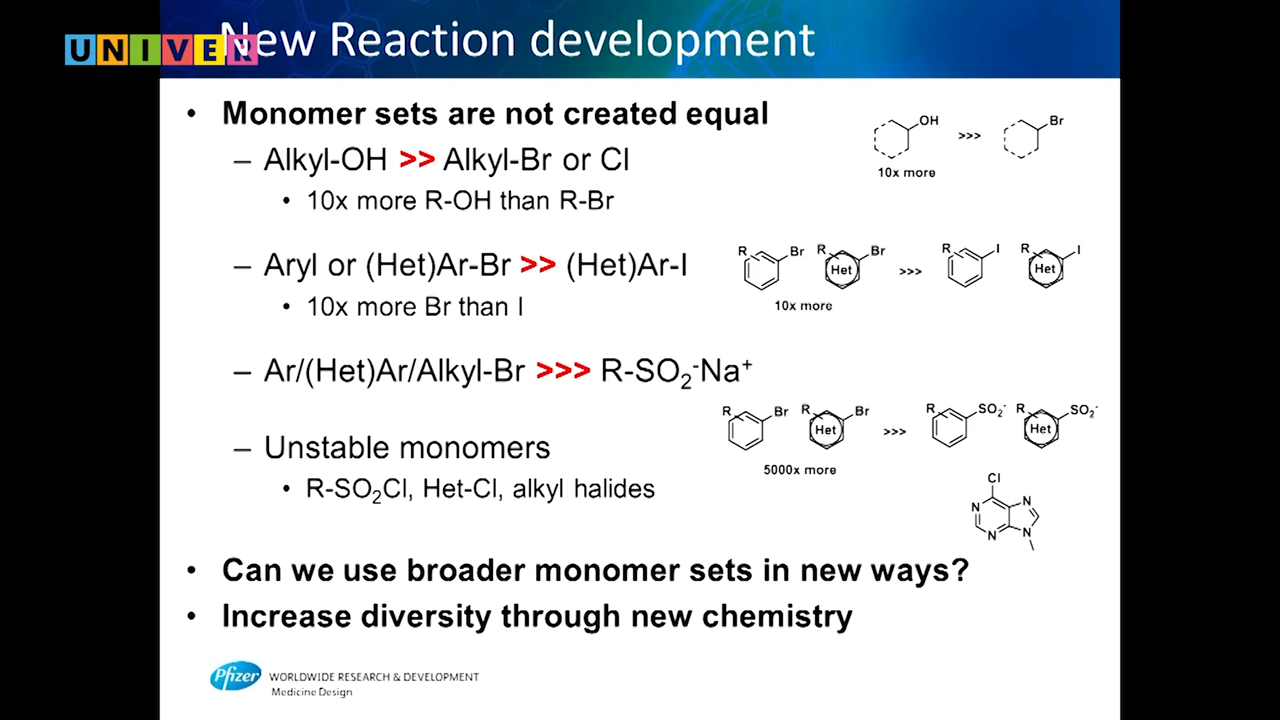 UNIVER
New Reaction development
• Monomer sets are not created equal
– Alkyl-OH >> Alkyl-Br or Cl
• 10x more R-OH than R-Br
OH >>> Br
10x more
– Aryl or (Het)Ar-Br >> (Het)Ar-I
• 10x more Br than I
R Br R Br Het >>> R I R I Het
10x more
– Ar/(Het)Ar/Alkyl-Br >>> R-SO₂⁻Na⁺
R Br R Br Het >>> R SO₂⁻ R SO₂⁻ Het
5000x more
– Unstable monomers
• R-SO₂Cl, Het-Cl, alkyl halides
Cl
N N
N N
• Can we use broader monomer sets in new ways?
• Increase diversity through new chemistry
Pfizer WORLDWIDE RESEARCH & DEVELOPMENT
Medicine Design